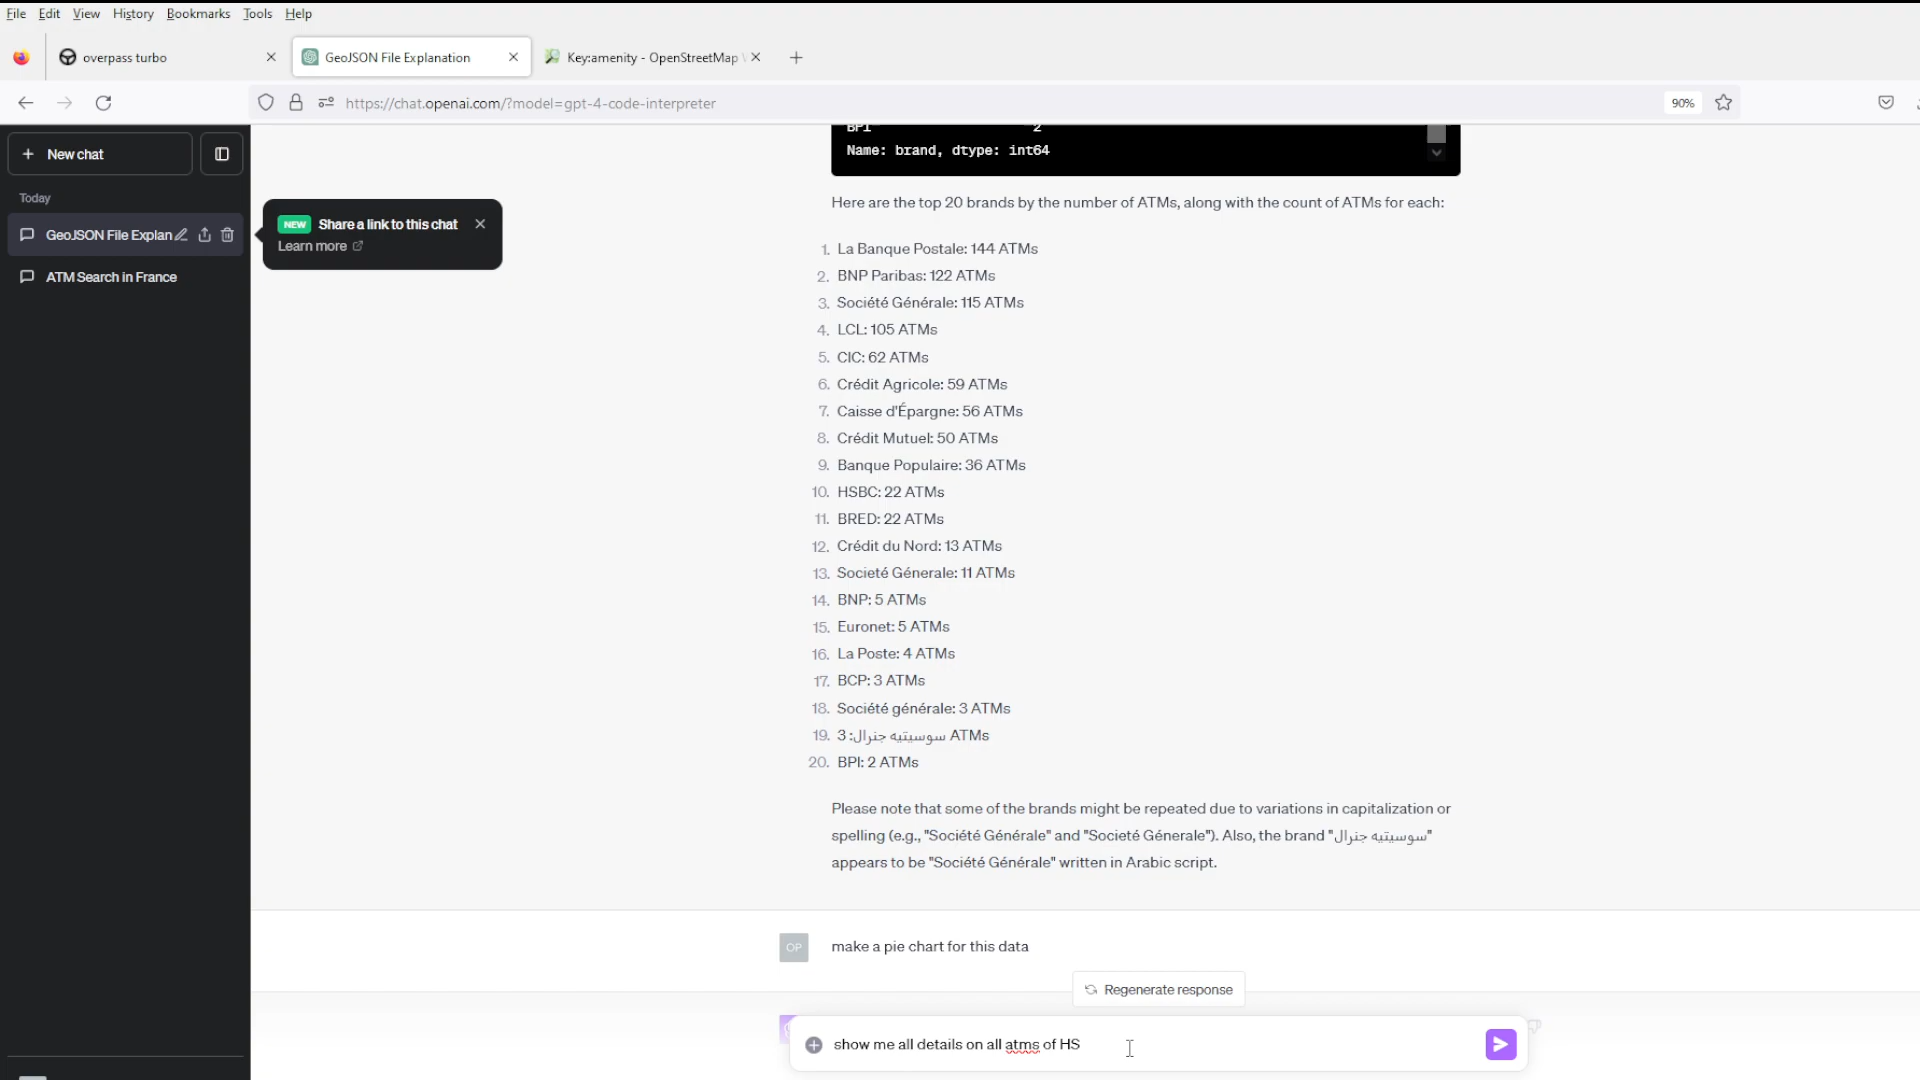 File Edit View History Bookmarks Tools Help
overpass turbo
GeoJSON File Explanation
Key:amenity - OpenStreetMap
https://chat.openai.com/?model=gpt-4-code-interpreter
90%
New chat
Today
GeoJSON File Explan
ATM Search in France
NEW Share a link to this chat
Learn more
BPI 2
Name: brand, dtype: int64
Here are the top 20 brands by the number of ATMs, along with the count of ATMs for each:
1. La Banque Postale: 144 ATMs
2. BNP Paribas: 122 ATMs
3. Société Générale: 115 ATMs
4. LCL: 105 ATMs
5. CIC: 62 ATMs
6. Crédit Agricole: 59 ATMs
7. Caisse d'Épargne: 56 ATMs
8. Crédit Mutuel: 50 ATMs
9. Banque Populaire: 36 ATMs
10. HSBC: 22 ATMs
11. BRED: 22 ATMs
12. Crédit du Nord: 13 ATMs
13. Societé Génerale: 11 ATMs
14. BNP: 5 ATMs
15. Euronet: 5 ATMs
16. La Poste: 4 ATMs
17. BCP: 3 ATMs
18. Société générale: 3 ATMs
19. سوسيتيه جنرال: 3 ATMs
20. BPI: 2 ATMs
Please note that some of the brands might be repeated due to variations in capitalization or
spelling (e.g., "Société Générale" and "Societé Génerale"). Also, the brand "سوسيتيه جنرال"
appears to be "Société Générale" written in Arabic script.
OP make a pie chart for this data
Regenerate response
show me all details on all atms of HS